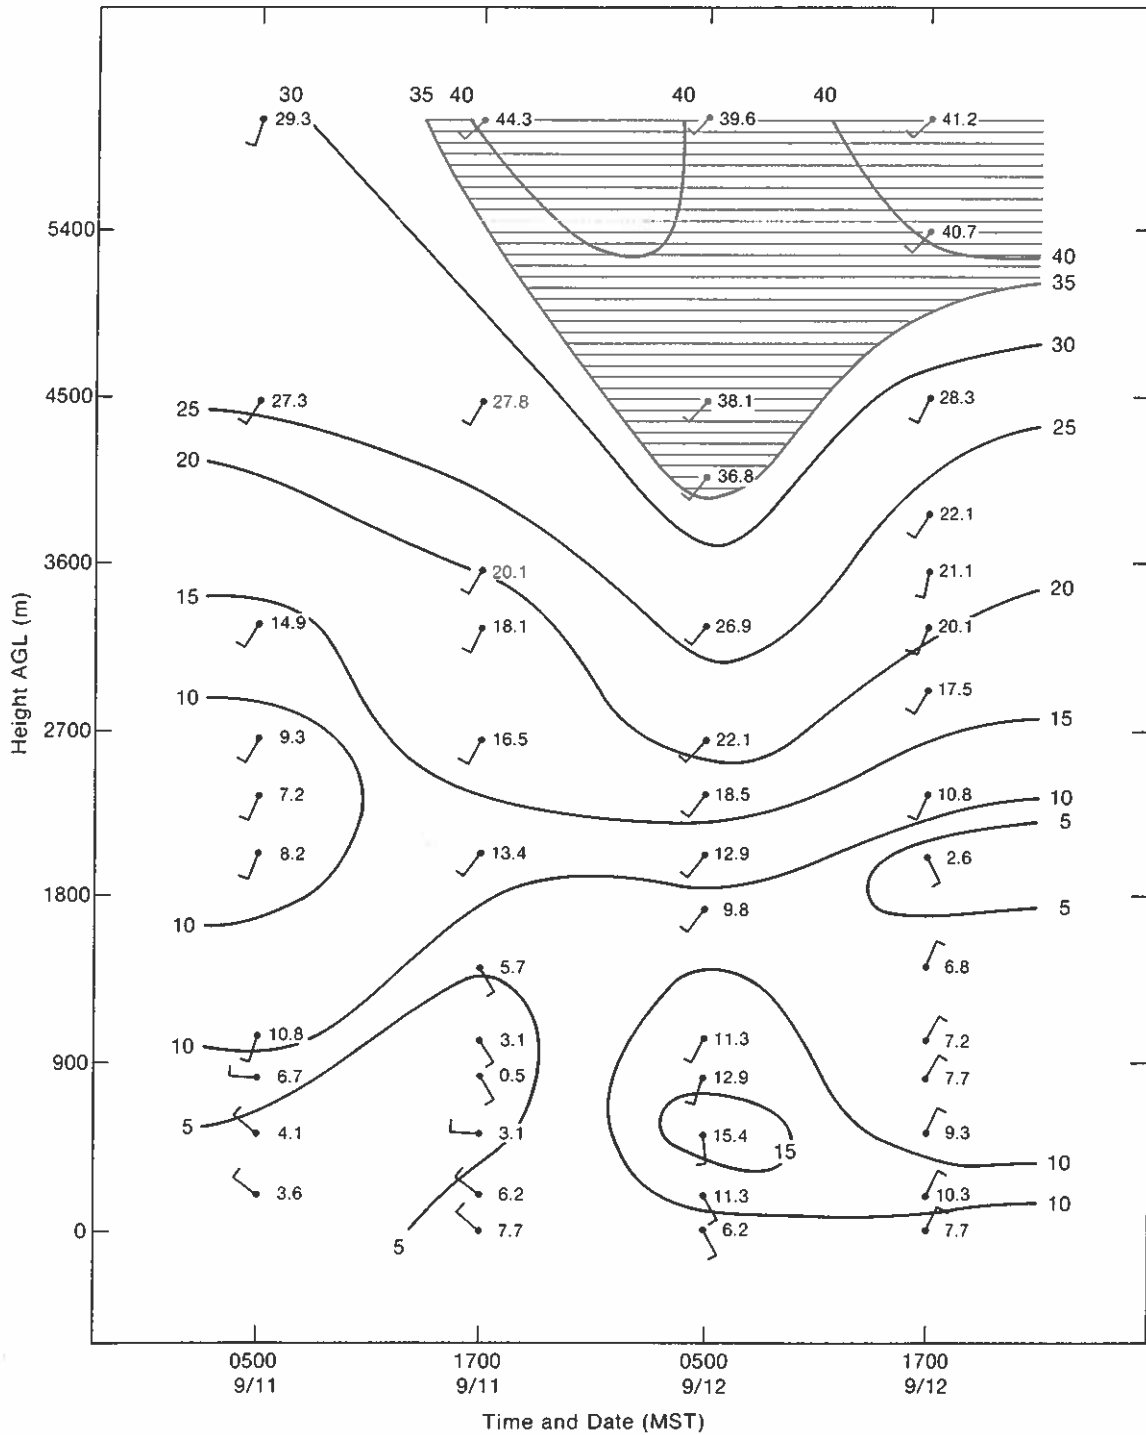 30 35 40 40 40
29.3 44.3 39.6 41.2
5400 40.7
40
35
30
4500 27.3 27.8 38.1 28.3
25 25
20 36.8
22.1
3600 20.1 21.1
15 20
14.9 18.1 26.9 20.1
10 17.5
15
2700 9.3 16.5 22.1
7.2 18.5 10.8 10
5
8.2 13.4 12.9 2.6
1800 9.8 5
10
5.7 6.8
10 10.8 3.1 11.3 7.2
900
6.7 0.5 12.9 7.7
5 4.1 3.1 15.4 9.3
15 10
3.6 6.2 11.3 10.3 10
0 7.7 6.2 7.7
5
Height AGL (m)
0500 1700 0500 1700
9/11 9/11 9/12 9/12
Time and Date (MST)